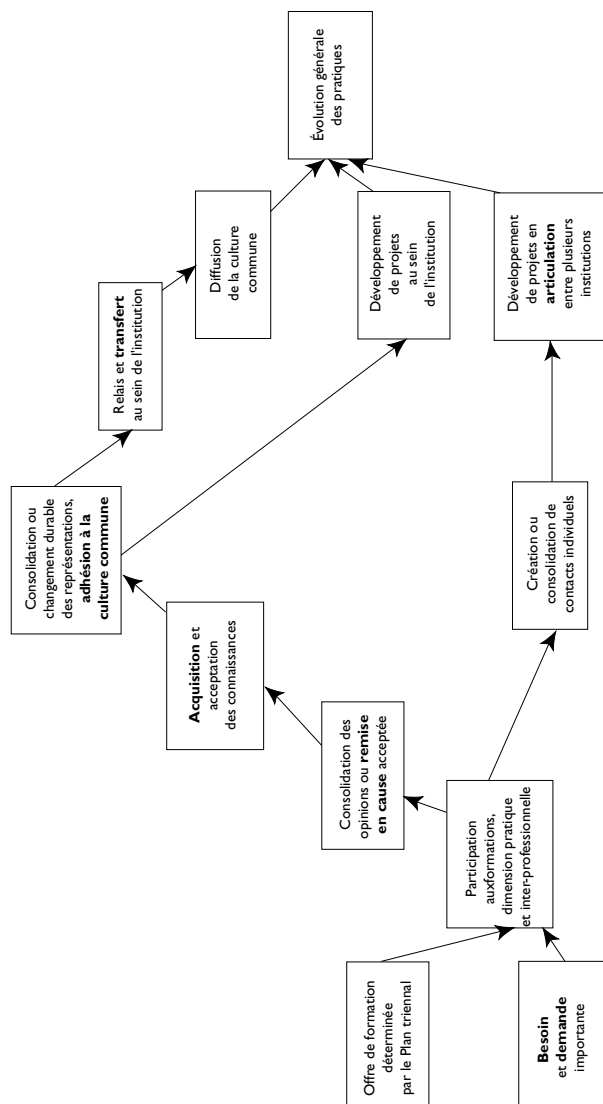 Offre de formation
déterminée
par le Plan triennal
Besoin
et demande
importante
Participation
auxformations,
dimension pratique
et inter-professionnelle
Consolidation des
opinions ou remise
en cause acceptée
Acquisition et
acceptation
des connaissances
Consolidation ou
changement durable
des représentations,
adhésion à la
culture commune
Création ou
consolidation de
contacts individuels
Relais et transfert
au sein de l'institution
Diffusion
de la culture
commune
Développement
de projets
au sein
de l'institution
Développement
de projets en
articulation
entre plusieurs
institutions
Évolution générale
des pratiques